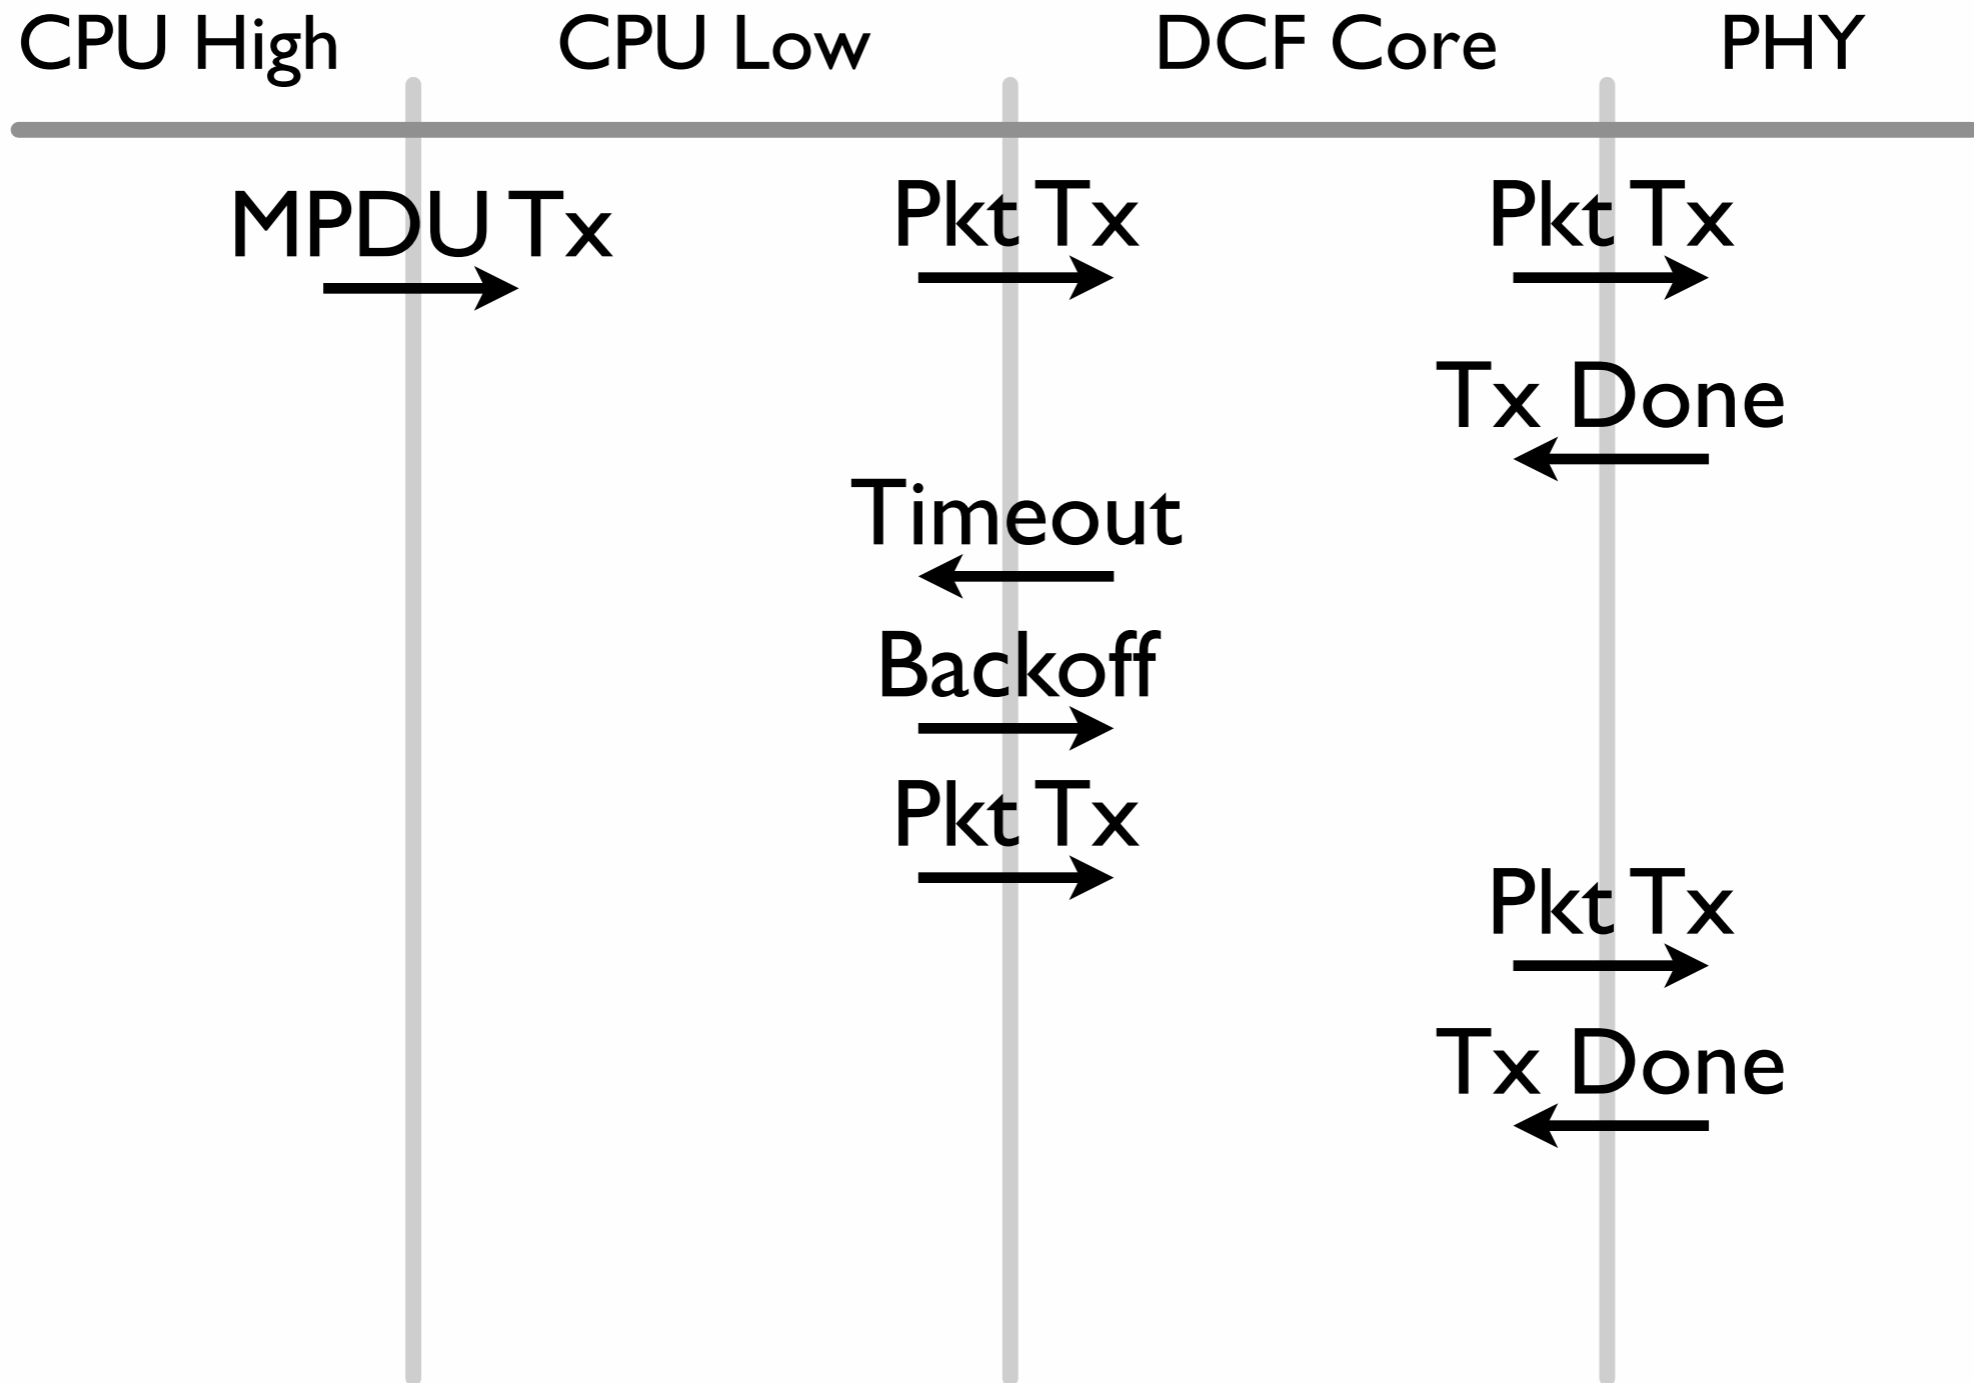 CPU High CPU Low DCF Core PHY
MPDU Tx Pkt Tx Pkt Tx
Tx Done
Timeout
Backoff
Pkt Tx
Pkt Tx
Tx Done